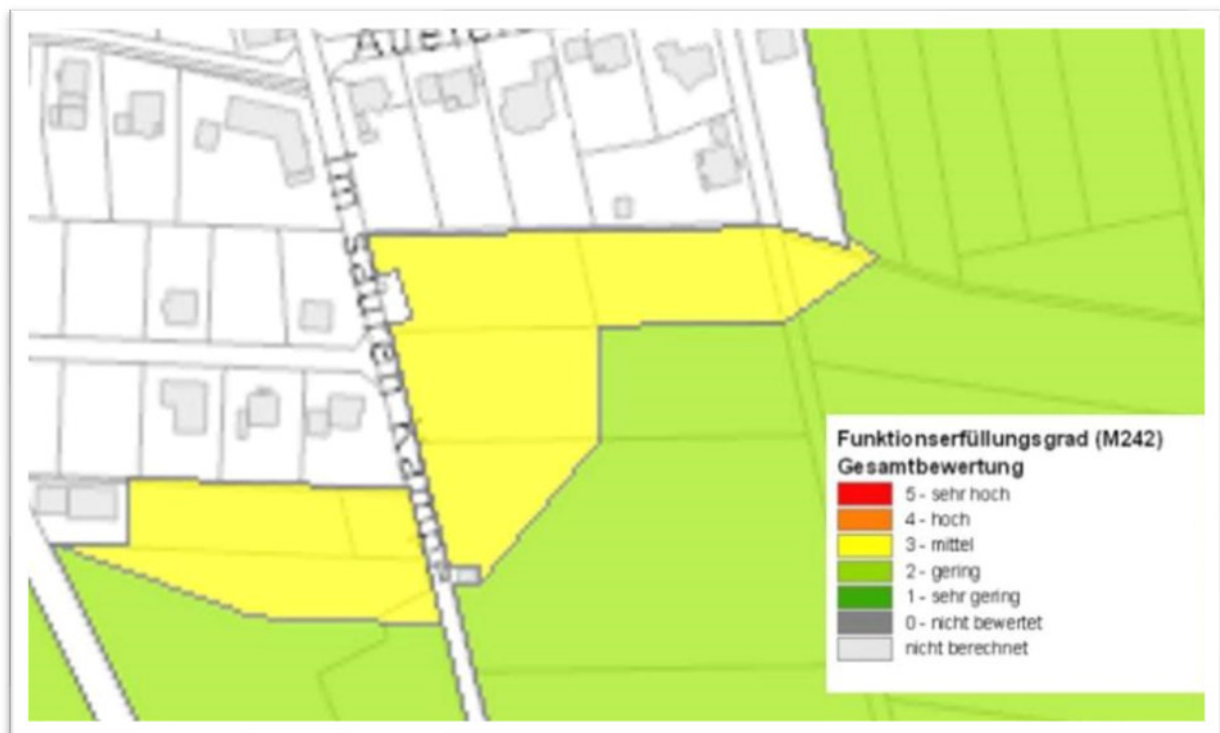 Im sauren Kampe
Funktionserfüllungsgrad (M242)
Gesamtbewertung
5 - sehr hoch
4 - hoch
3 - mittel
2 - gering
1 - sehr gering
0 - nicht bewertet
nicht berechnet